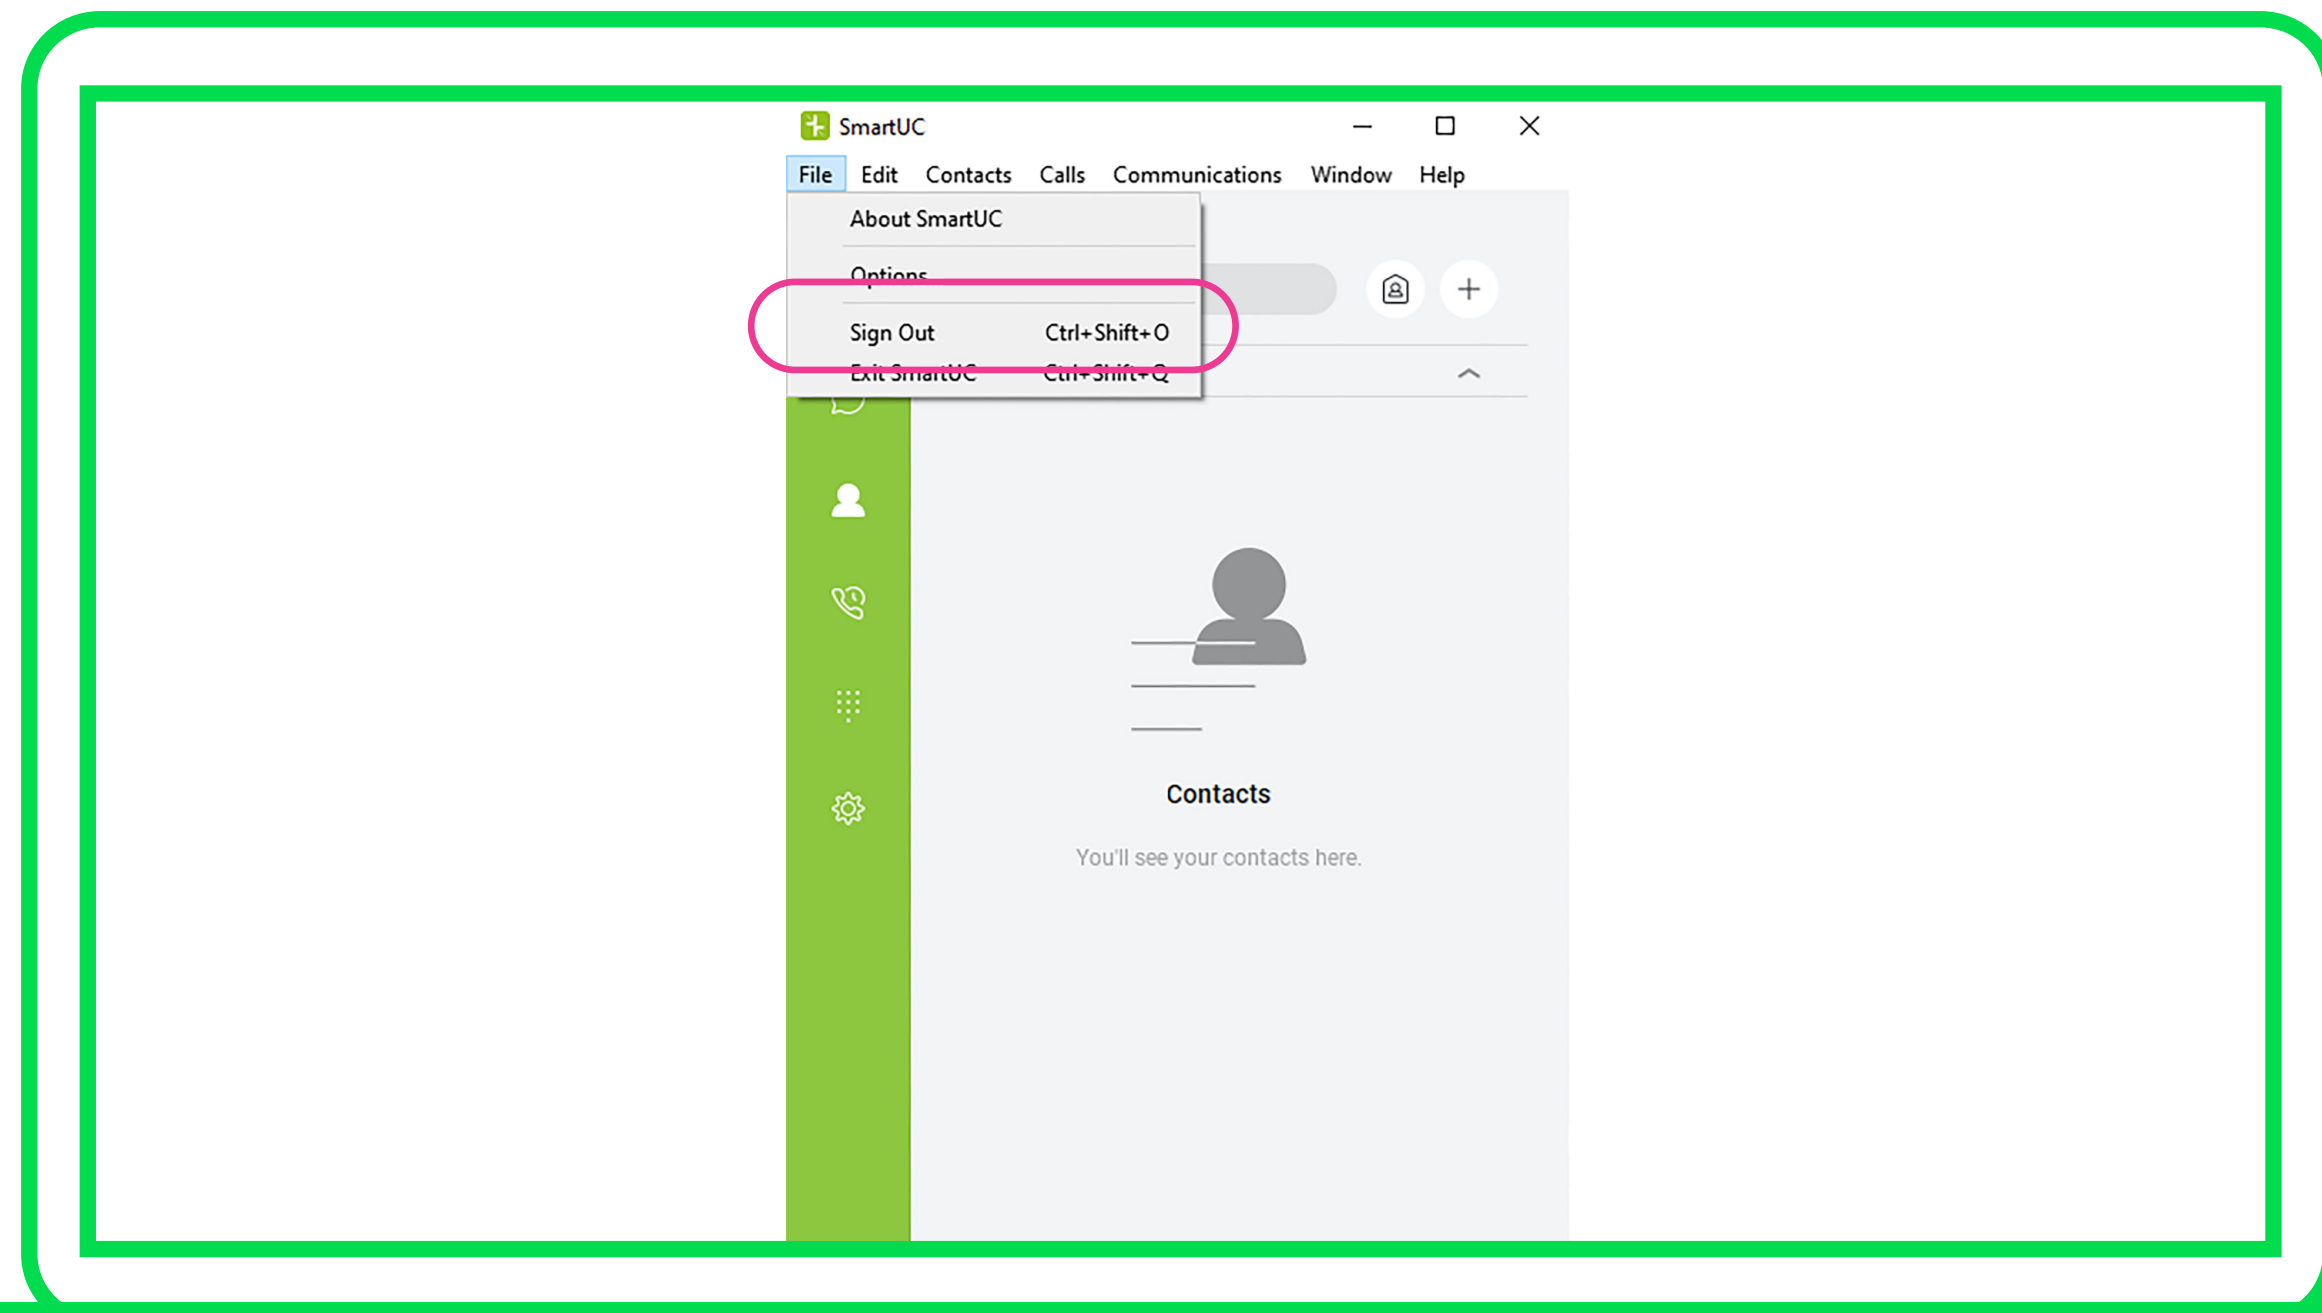 SmartUC
File Edit Contacts Calls Communications Window Help
About SmartUC
Options
Sign Out Ctrl+Shift+O
Exit SmartUC Ctrl+Shift+Q
Contacts
You'll see your contacts here.